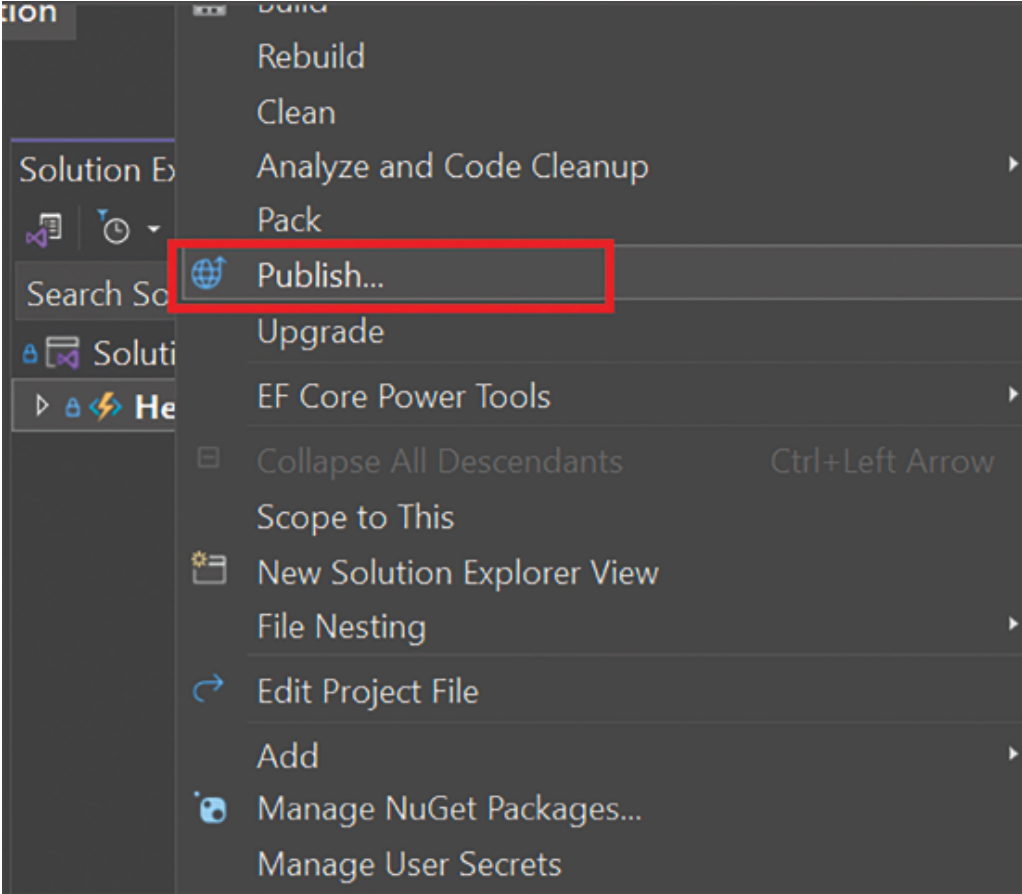 tion
Build
Rebuild
Clean
Solution Ex
Analyze and Code Cleanup
Pack
Search So
Publish...
Upgrade
Soluti
EF Core Power Tools
He
Collapse All Descendants Ctrl+Left Arrow
Scope to This
New Solution Explorer View
File Nesting
Edit Project File
Add
Manage NuGet Packages...
Manage User Secrets